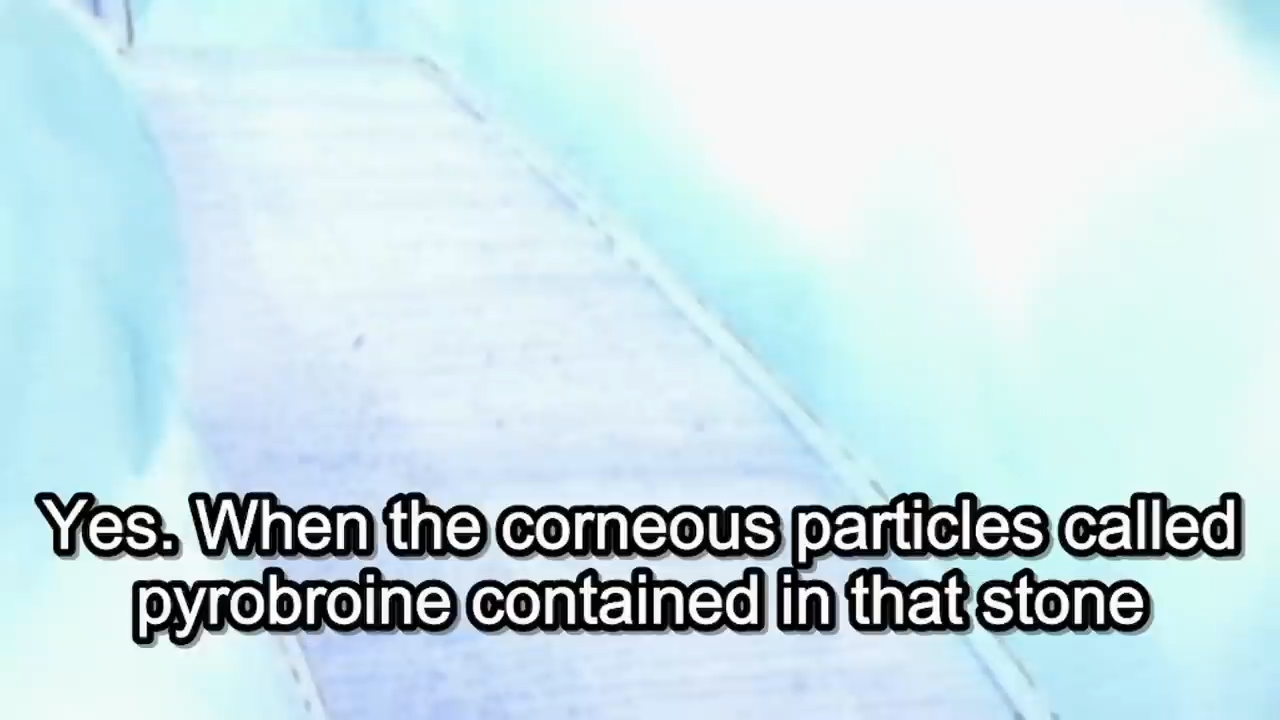 Yes. When the corneous particles called
pyrobroine contained in that stone